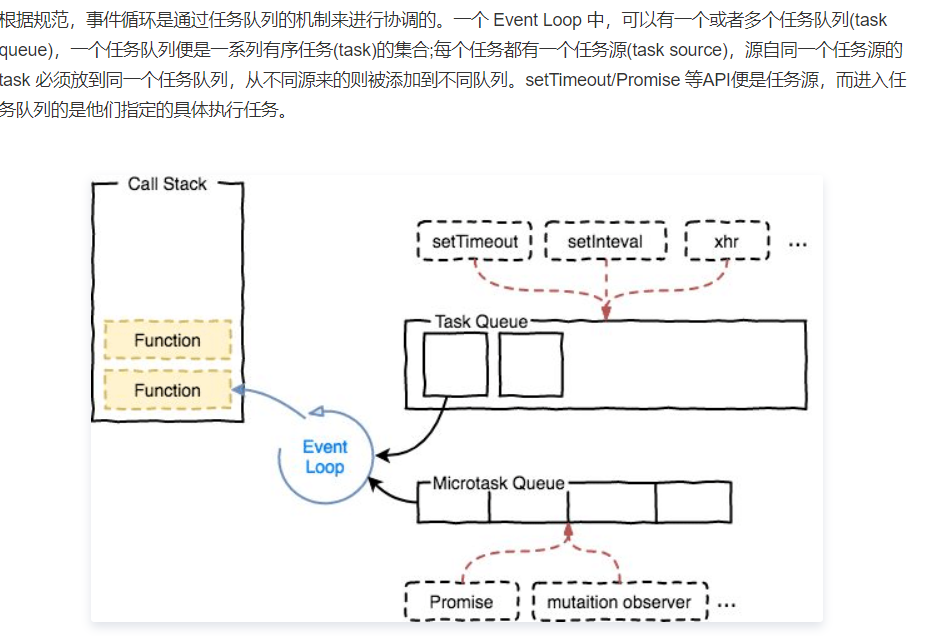 根据规范，事件循环是通过任务队列的机制来进行协调的。一个 Event Loop 中，可以有一个或者多个任务队列(task
queue)，一个任务队列便是一系列有序任务(task)的集合;每个任务都有一个任务源(task source)，源自同一个任务源的
task 必须放到同一个任务队列，从不同源来的则被添加到不同队列。setTimeout/Promise 等API便是任务源，而进入任
务队列的是他们指定的具体执行任务。
Call Stack
setTimeout
setInteval
xhr
...
Task Queue
Function
Function
Event
Loop
Microtask Queue
Promise
mutaition observer
...